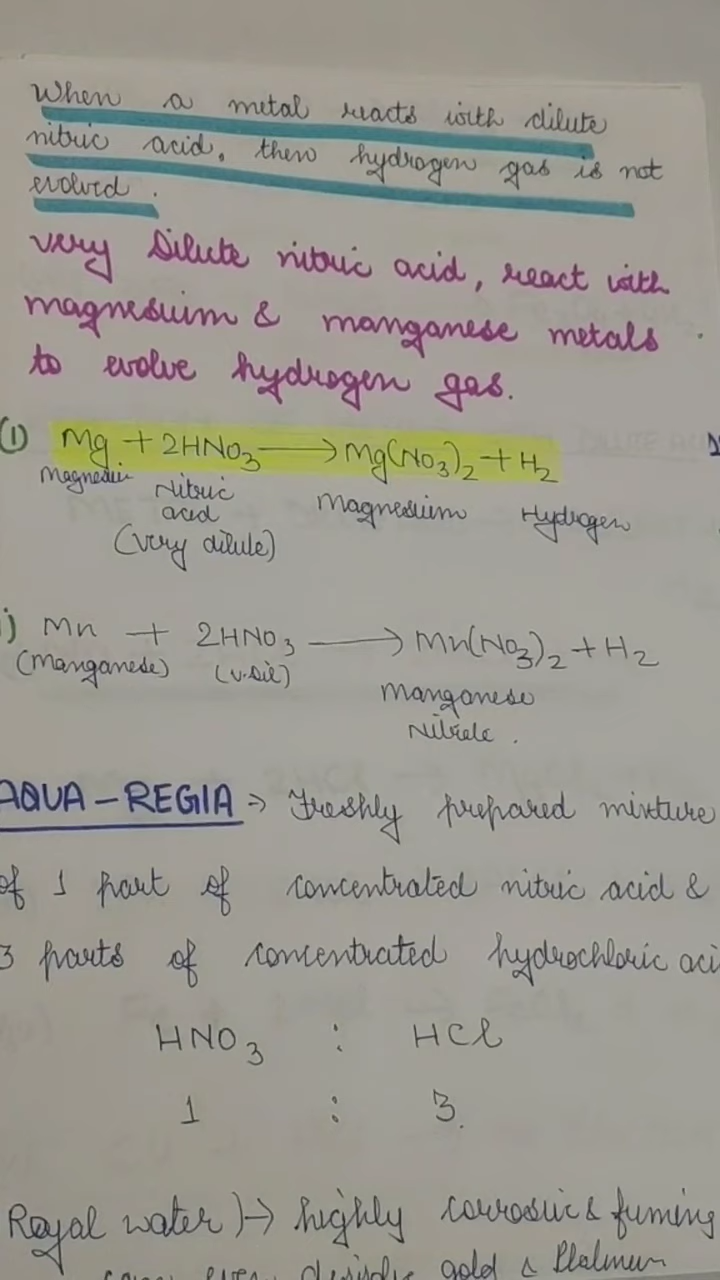 When a metal reacts with dilute
nitric acid, then hydrogen gas is not
evolved.
very Dilute nitric acid, react with
magnesium & manganese metals
to evolve hydrogen gas.
(i) Mg + 2HNO₃ → Mg(NO₃)₂ + H₂
Nitric Magnesium Hydrogen
acid
(very dilute)
) Mn + 2HNO₃ → Mn(NO₃)₂ + H₂
(manganese) (v.dil)
manganese
AQUA-REGIA ⇒ Freshly prepared mixture
of 1 part of concentrated nitric acid &
3 parts of concentrated hydrochloric aci
HNO₃ : HCl
1 : 3.
Royal water) → highly corrosive & fuming
gold &